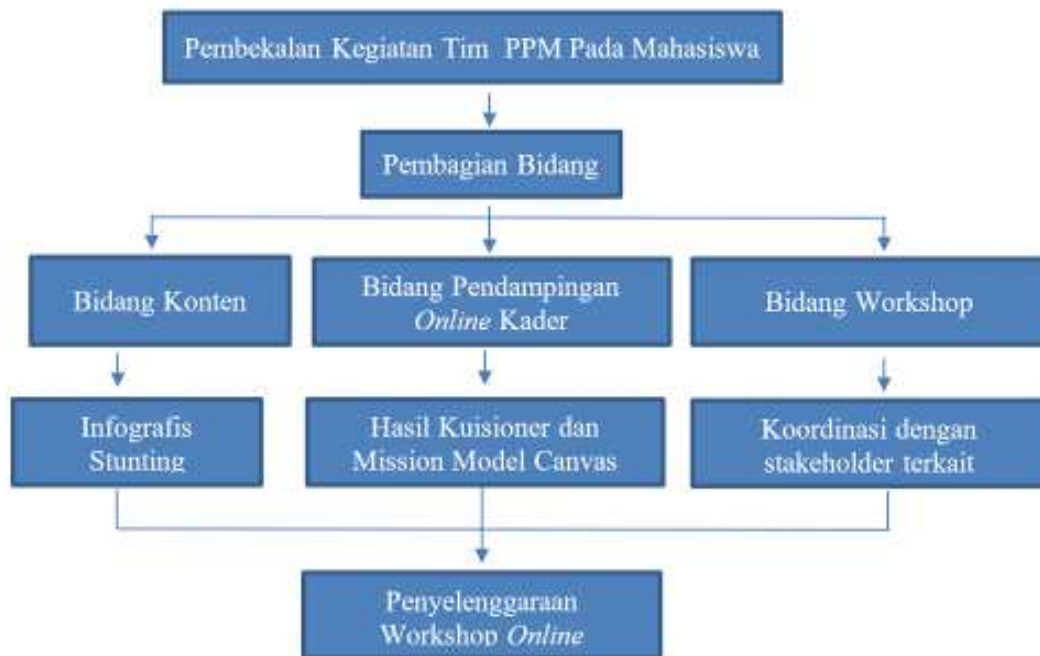 Pembekalan Kegiatan Tim PPM Pada Mahasiswa
Pembagian Bidang
Bidang Konten
Bidang Pendampingan
Online Kader
Bidang Workshop
Infografis
Stunting
Hasil Kuisioner dan
Mission Model Canvas
Koordinasi dengan
stakeholder terkait
Penyelenggaraan
Workshop Online